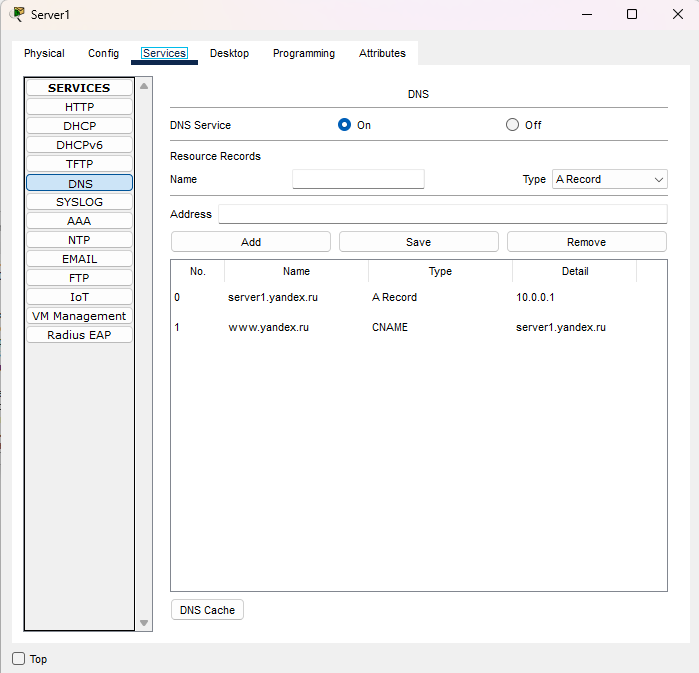 Server1
Physical Config Services Desktop Programming Attributes
SERVICES
HTTP
DHCP
DHCPv6
TFTP
DNS
SYSLOG
AAA
NTP
EMAIL
FTP
IoT
VM Management
Radius EAP
DNS
DNS Service On Off
Resource Records
Name Type A Record
Address
Add Save Remove
No. Name Type Detail
0 server1.yandex.ru A Record 10.0.0.1
1 www.yandex.ru CNAME server1.yandex.ru
DNS Cache
Top